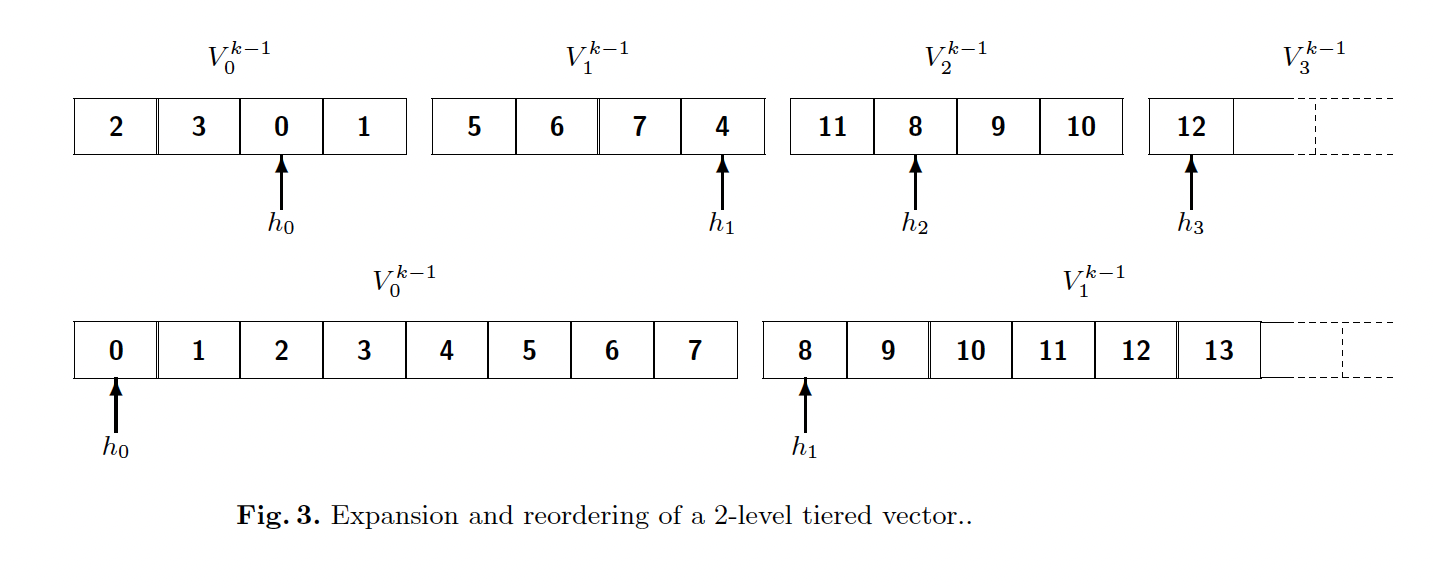 V_0^{k−1} V_1^{k−1} V_2^{k−1} V_3^{k−1}
2 3 0 1 5 6 7 4 11 8 9 10 12
h_0 h_1 h_2 h_3
V_0^{k−1} V_1^{k−1}
0 1 2 3 4 5 6 7 8 9 10 11 12 13
h_0 h_1
Fig. 3. Expansion and reordering of a 2-level tiered vector..